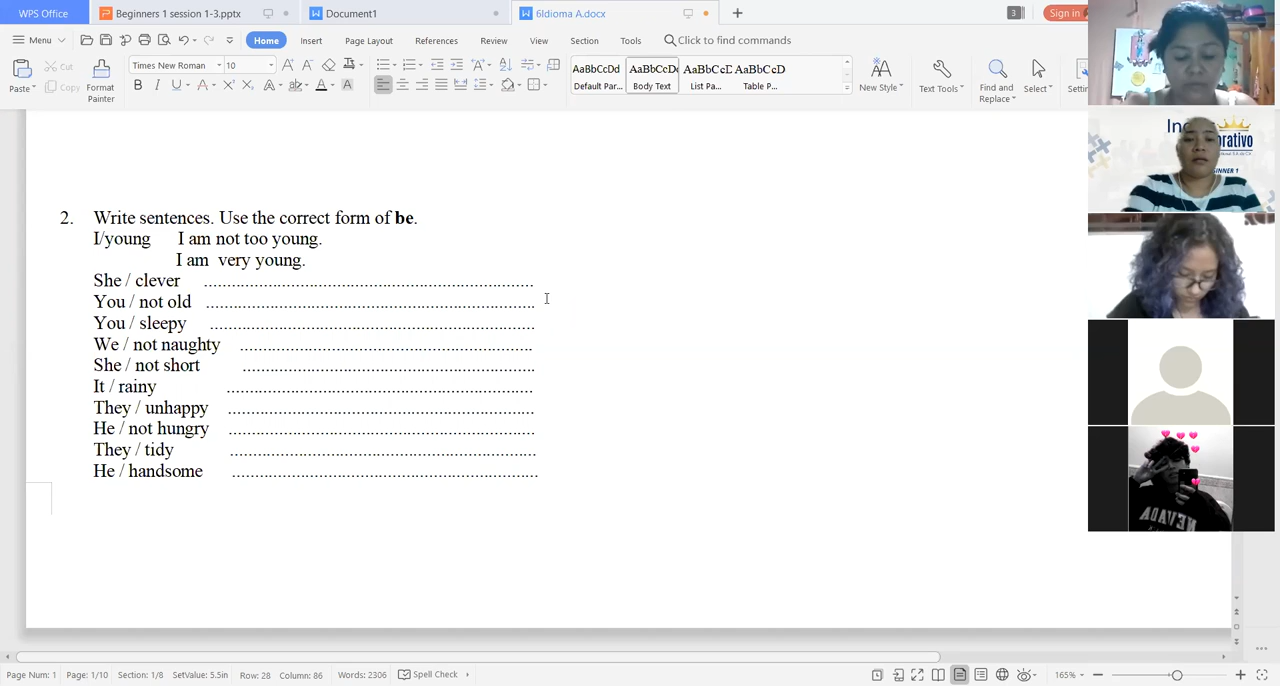 WPS Office
Beginners 1 session 1-3.pptx
Document1
6Idioma A.docx
3
Sign in
Menu
Home
Insert
Page Layout
References
Review
View
Section
Tools
Click to find commands
Paste
Cut
Copy
Format
Painter
Times New Roman
10
AaBbCcDd
Default Par...
Body Text
List Pa...
AaBbCcD
Table P...
New Style
Text Tools
Find and
Replace
Select
2. Write sentences. Use the correct form of be.
I/young I am not too young.
I am very young.
She / clever ........................................................................
You / not old ........................................................................
You / sleepy ........................................................................
We / not naughty ................................................................
She / not short ................................................................
It / rainy ....................................................................
They / unhappy ....................................................................
He / not hungry ....................................................................
They / tidy ....................................................................
He / handsome ....................................................................
NEVADA
Page Num: 1
Page: 1/10
Section: 1/8
SetValue: 5.5in
Row: 28
Column: 86
Words: 2306
Spell Check
165%